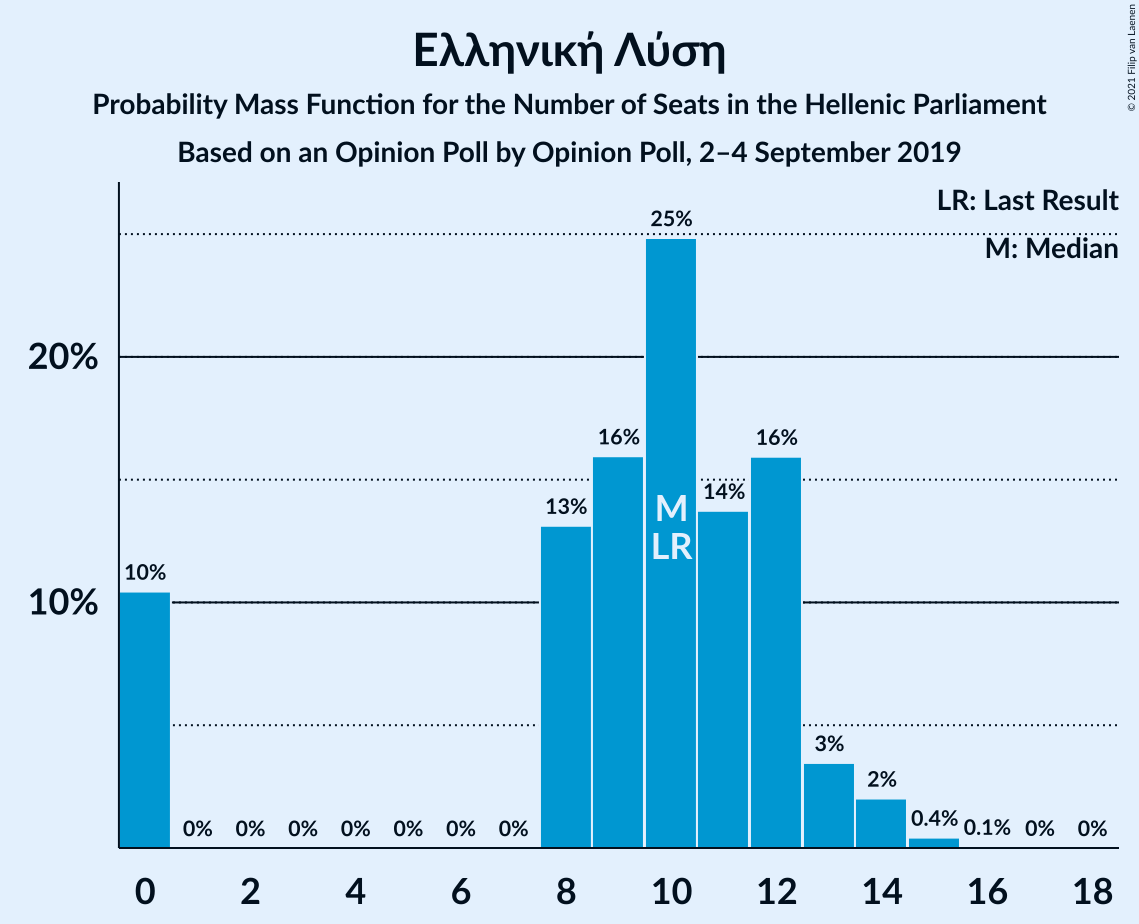 Ελληνική Λύση
Probability Mass Function for the Number of Seats in the Hellenic Parliament
Based on an Opinion Poll by Opinion Poll, 2–4 September 2019
© 2021 Filip van Laenen
LR: Last Result
M: Median
20%
10%
10%
0%
0%
0%
0%
0%
0%
0%
13%
16%
25%
M
LR
14%
16%
3%
2%
0.4%
0.1%
0%
0%
0 2 4 6 8 10 12 14 16 18